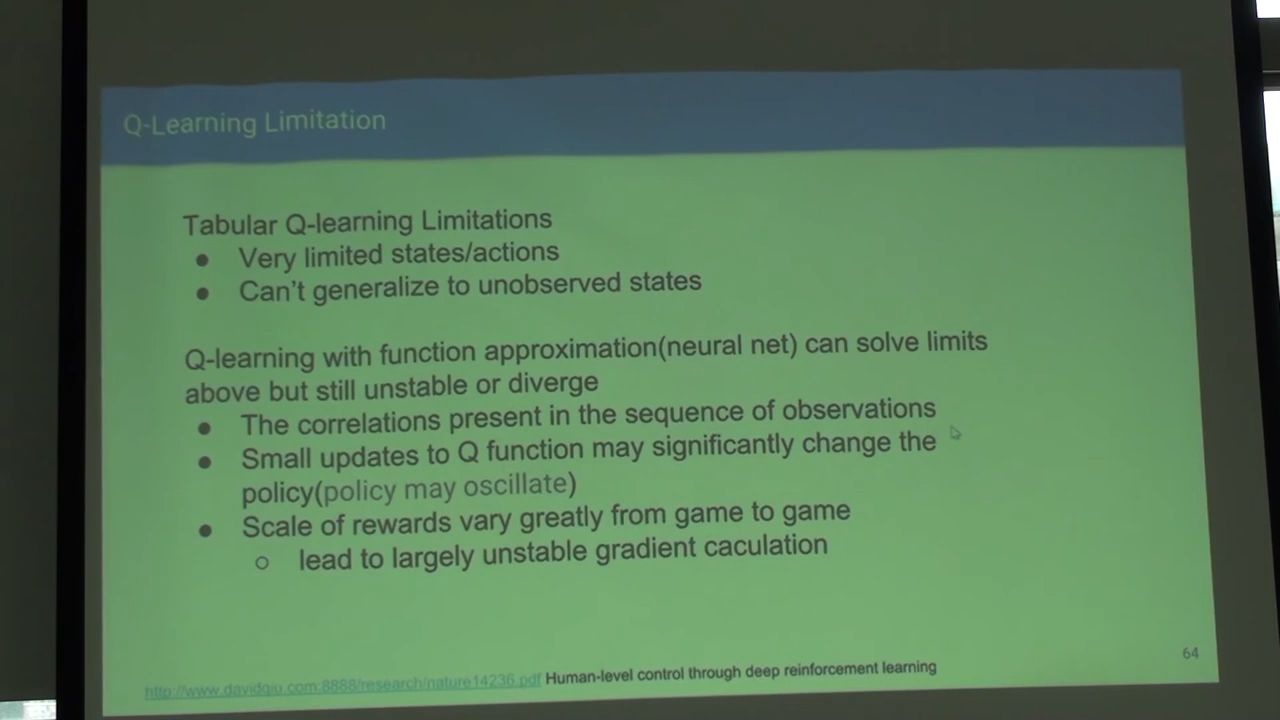 Q-Learning Limitation
Tabular Q-learning Limitations
● Very limited states/actions
● Can't generalize to unobserved states
Q-learning with function approximation(neural net) can solve limits
above but still unstable or diverge
● The correlations present in the sequence of observations
● Small updates to Q function may significantly change the
policy(policy may oscillate)
● Scale of rewards vary greatly from game to game
○ lead to largely unstable gradient caculation
64
http://www.davidqiu.com:8888/research/nature14236.pdf Human-level control through deep reinforcement learning